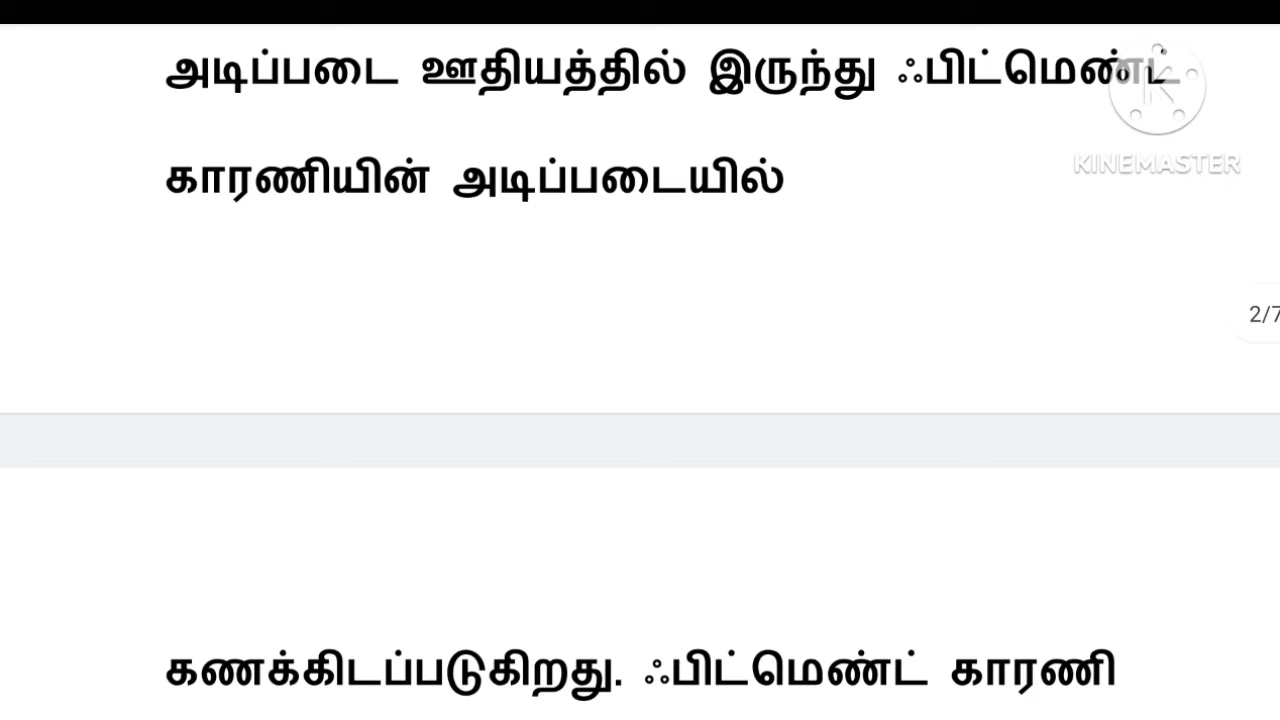 அடிப்படை ஊதியத்தில் இருந்து ஃபிட்மெண்ட்
KINEMASTER
காரணியின் அடிப்படையில்
2/7
கணக்கிடப்படுகிறது. ஃபிட்மெண்ட் காரணி